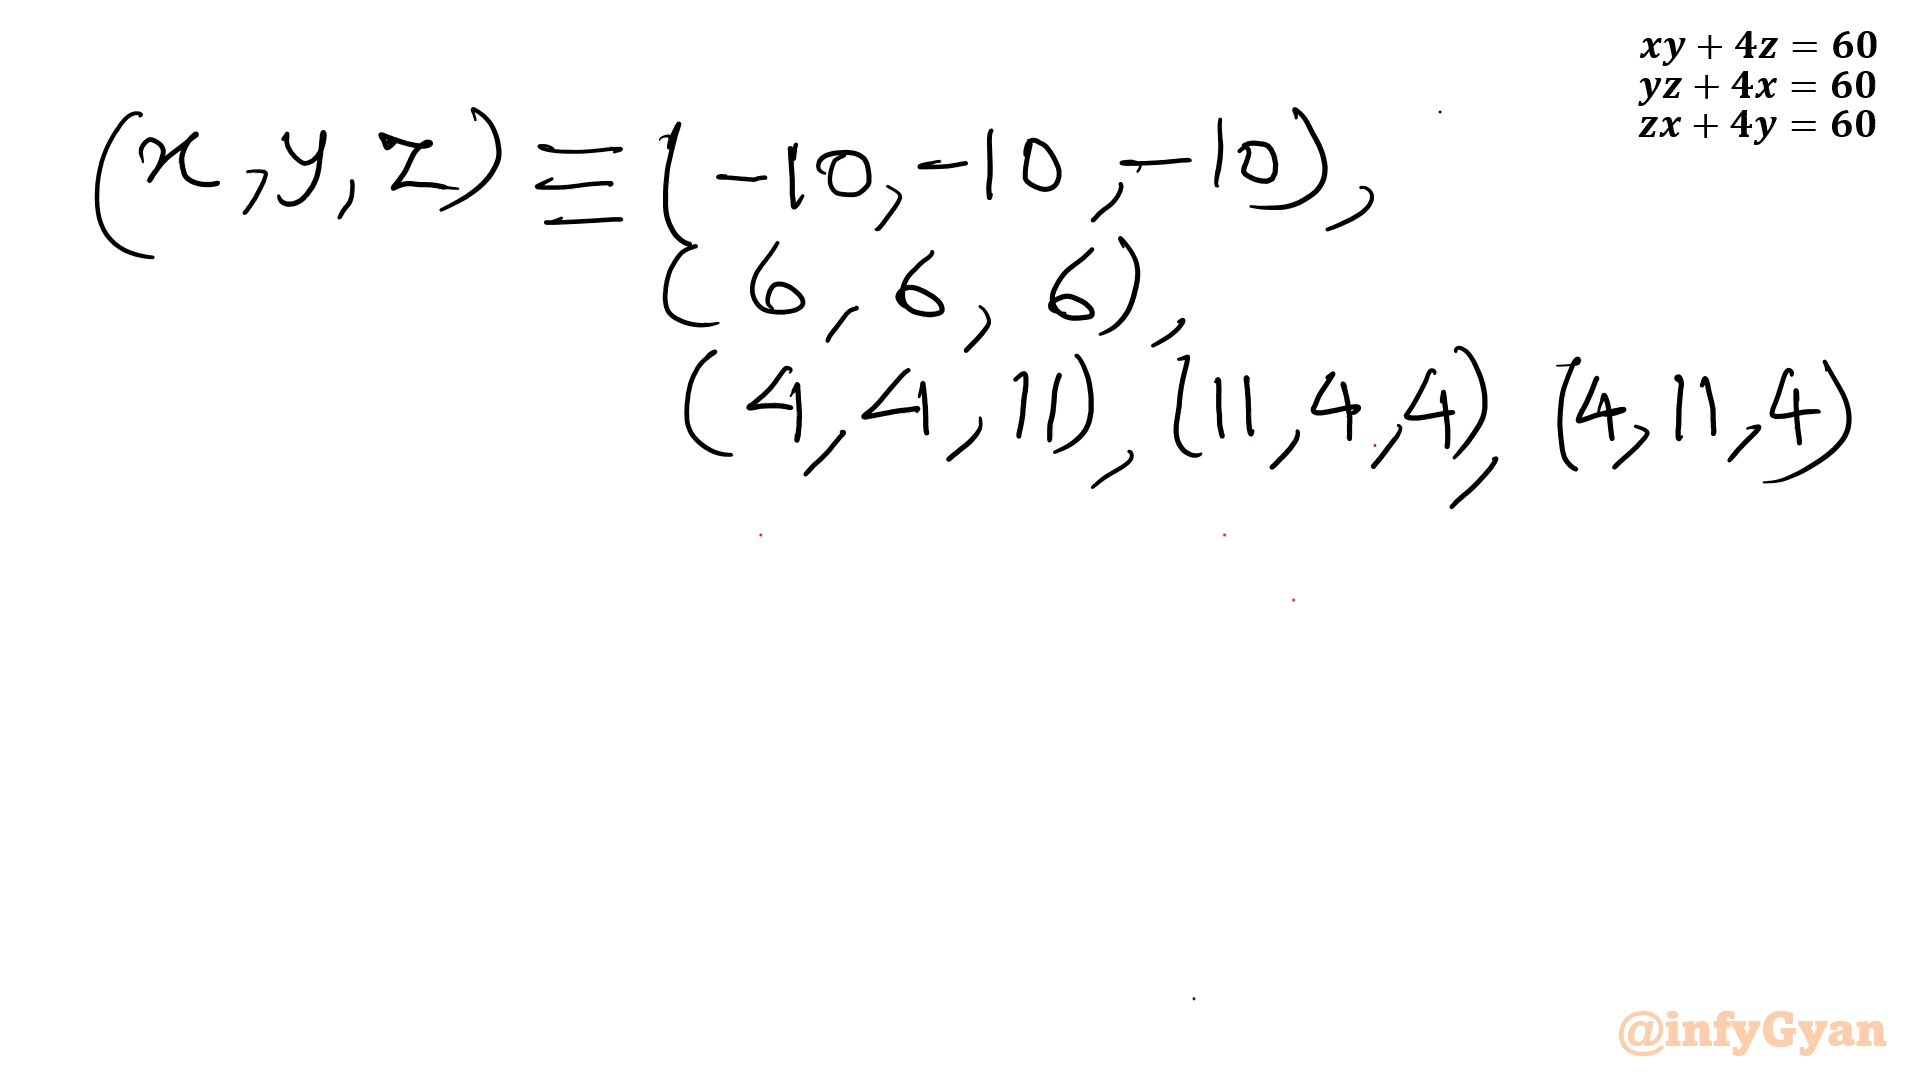 xy + 4z = 60
yz + 4x = 60
zx + 4y = 60
(x, y, z) ≡ (-10, -10, -10),
(6, 6, 6),
(4, 4, 11), (11, 4, 4), (4, 11, 4)
@infyGyan